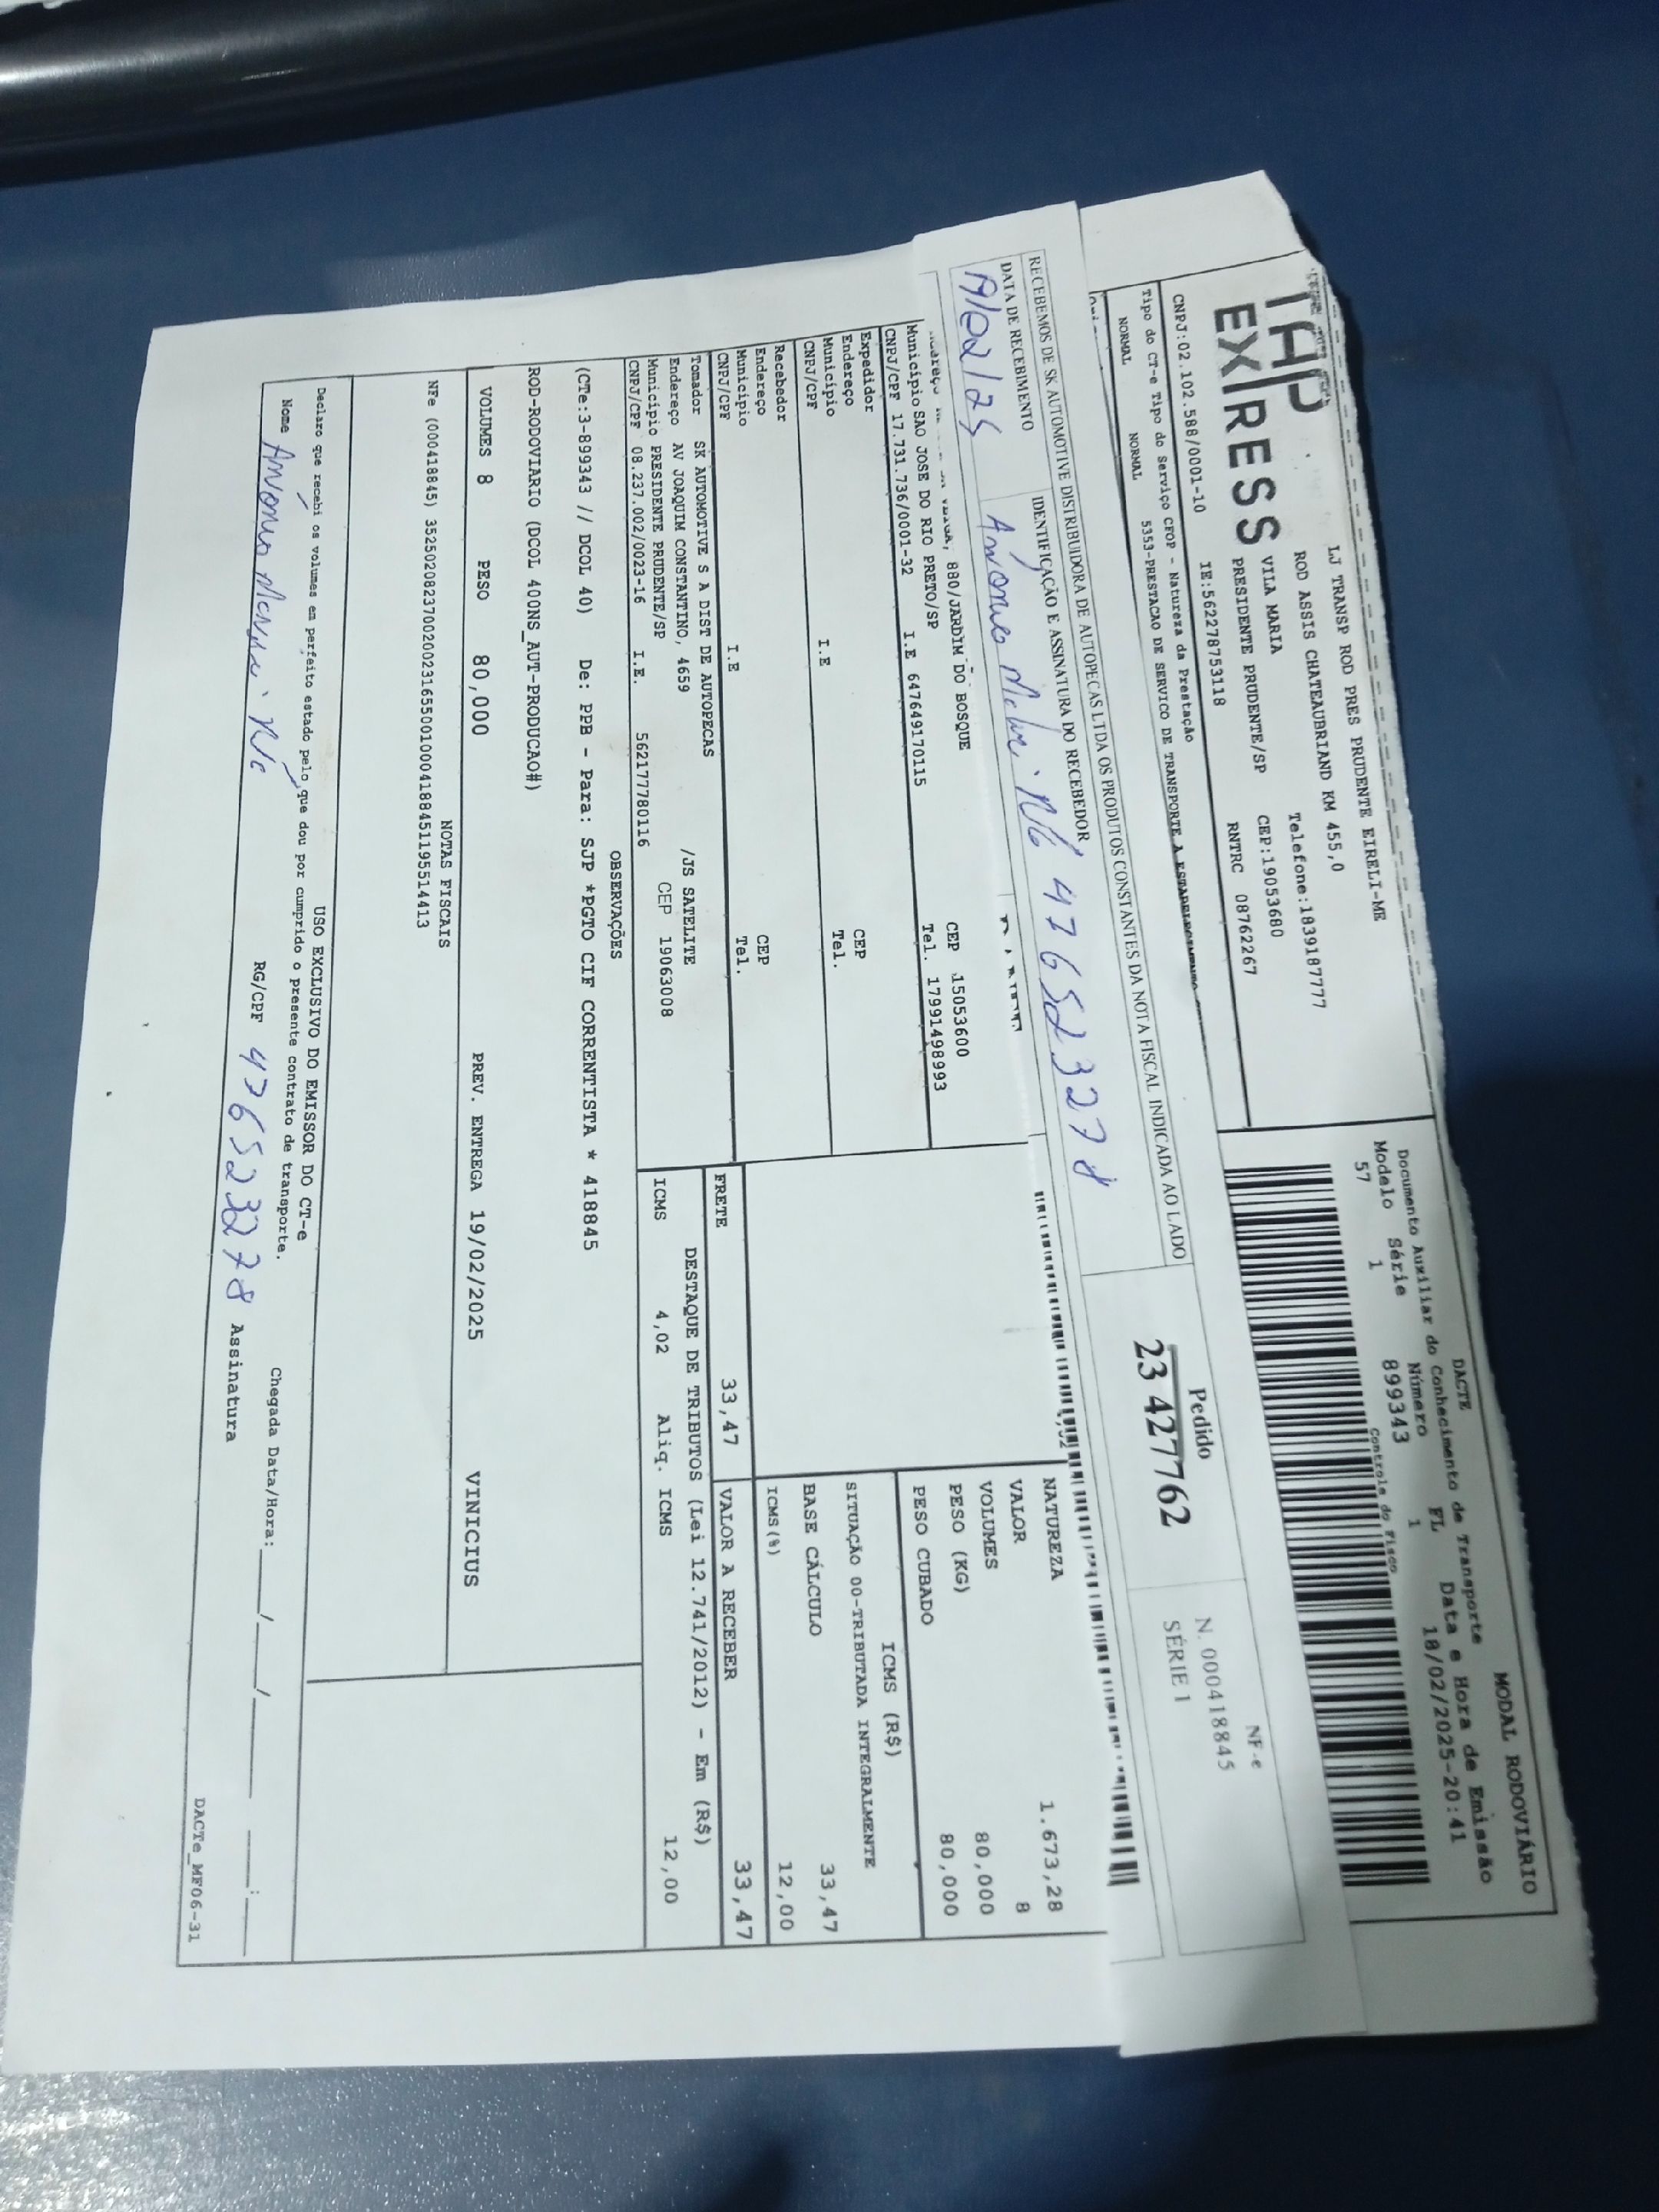 TAP
EXPRESS
LJ TRANSP ROD PRES PRUDENTE EIRELI-ME
ROD ASSIS CHATEAUBRIAND KM 455,0
VILA MARIA Telefone:1839187777
PRESIDENTE PRUDENTE/SP CEP:19053680
CNPJ:02.102.588/0001-10 IE:562278753118 RNTRC 08762267
MODAL RODOVIÁRIO
DACTE
Documento Auxiliar do Conhecimento de Transporte
Modelo Série Número FL Data e Hora de Emissão
57 1 899343 1 18/02/2025-20:41
Controle do Fisco
Tipo do CT-e Tipo do Serviço CFOP - Natureza da Prestação
NORMAL NORMAL 5353-PRESTACAO DE SERVICO DE TRANSPORTE A
RECEBEMOS DE SK AUTOMOTIVE DISTRIBUIDORA DE AUTOPECAS LTDA OS PRODUTOS CONSTANTES DA NOTA FISCAL INDICADA AO LADO
DATA DE RECEBIMENTO IDENTIFICAÇÃO E ASSINATURA DO RECEBEDOR
19/02/25 476523278
Pedido
23 427762
NF-e
N. 000418845
SÉRIE 1
880/JARDIM DO BOSQUE CEP 15053600
Município SAO JOSE DO RIO PRETO/SP Tel. 17991498993
CNPJ/CPF 17.731.736/0001-32 I.E 647649170115
Expedidor
Endereço CEP
Município Tel.
CNPJ/CPF I.E
Recebedor
Endereço CEP
Município Tel.
CNPJ/CPF I.E
Tomador SK AUTOMOTIVE S A DIST DE AUTOPECAS
Endereço AV JOAQUIM CONSTANTINO, 4659 /JS SATELITE
Município PRESIDENTE PRUDENTE/SP CEP 19063008
CNPJ/CPF 08.237.002/0023-16 I.E. 562177780116
NATUREZA
VALOR 1.673,28
VOLUMES 8
PESO (KG) 80,000
PESO CUBADO 80,000
ICMS (R$)
SITUAÇÃO 00-TRIBUTADA INTEGRALMENTE
BASE CÁLCULO 33,47
ICMS(%) 12,00
FRETE 33,47 VALOR A RECEBER 33,47
DESTAQUE DE TRIBUTOS (Lei 12.741/2012) - Em (R$)
ICMS 4,02 Aliq. ICMS 12,00
OBSERVAÇÕES
(CTe:3-899343 // DCOL 40) De: PPB - Para: SJP *PGTO CIF CORRENTISTA * 418845
ROD-RODOVIARIO (DCOL 40QNS_AUT-PRODUCAO#)
VOLUMES 8 PESO 80,000 PREV. ENTREGA 19/02/2025 VINICIUS
NOTAS FISCAIS
NFe (000418845) 35250208237002002316550010004188451195514413
USO EXCLUSIVO DO EMISSOR DO CT-e
Declaro que recebi os volumes em perfeito estado pelo que dou por cumprido o presente contrato de transporte.
Chegada Data/Hora:____/____/______ ____:____
Nome RG/CPF 476523278 Assinatura
DACTe_MF06-31